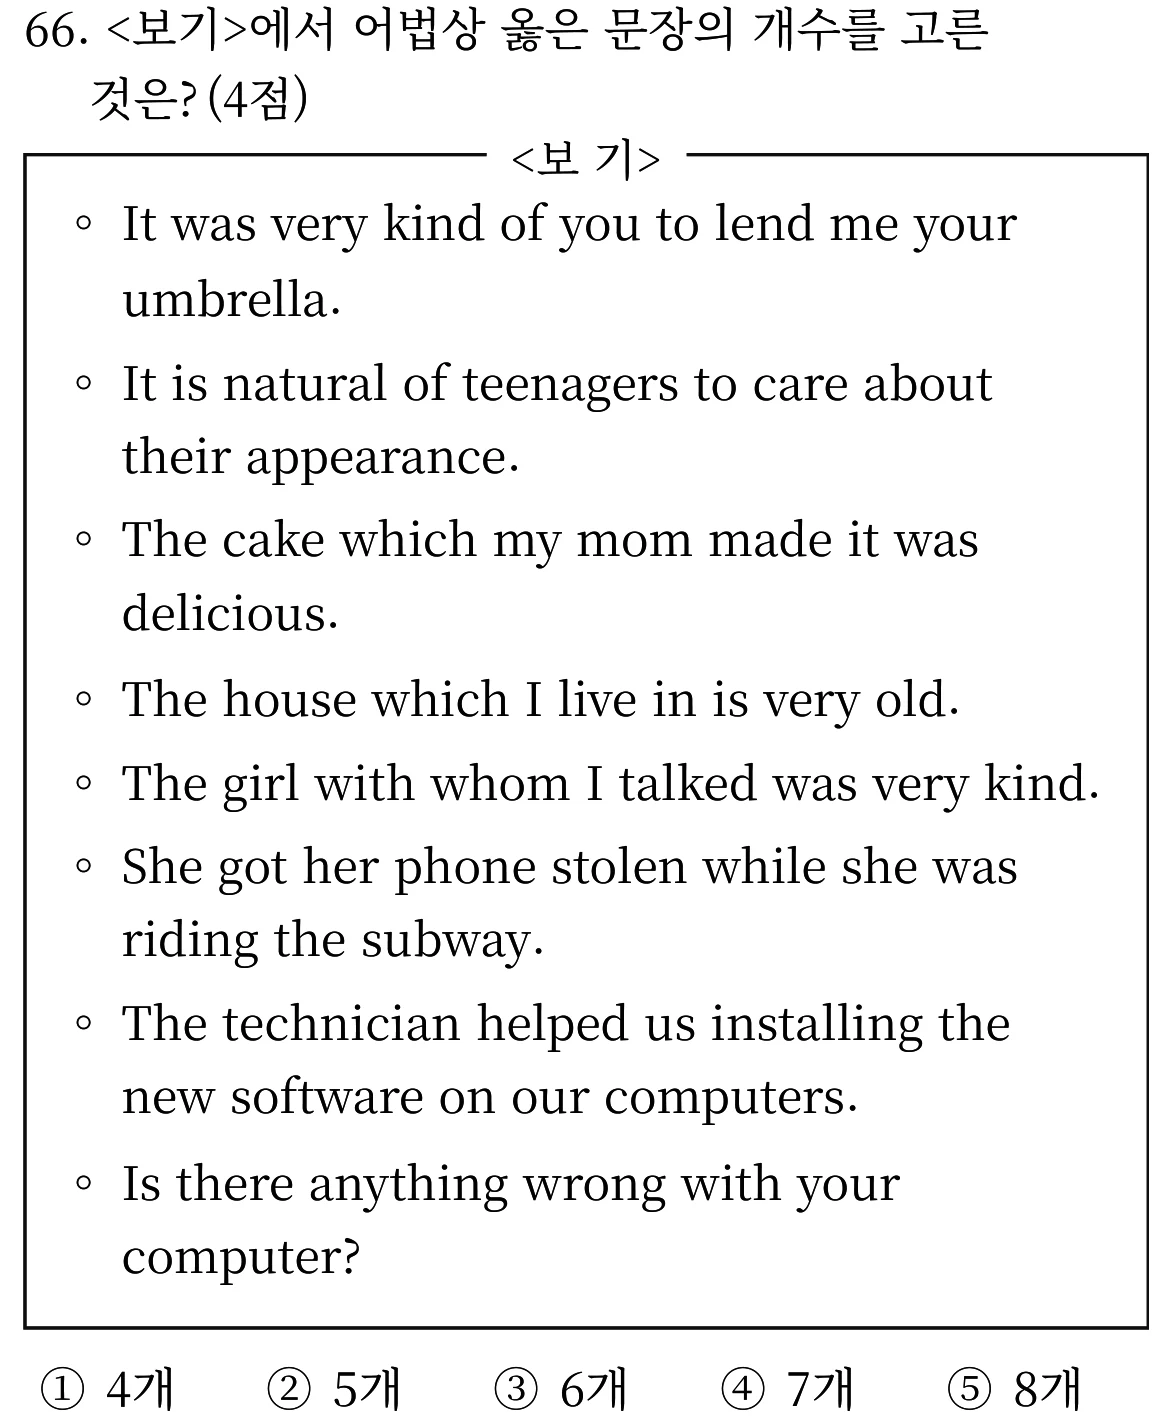 66. <보기>에서 어법상 옳은 문장의 개수를 고른
것은? (4점)
<보 기>
◦ It was very kind of you to lend me your
umbrella.
◦ It is natural of teenagers to care about
their appearance.
◦ The cake which my mom made it was
delicious.
◦ The house which I live in is very old.
◦ The girl with whom I talked was very kind.
◦ She got her phone stolen while she was
riding the subway.
◦ The technician helped us installing the
new software on our computers.
◦ Is there anything wrong with your
computer?
① 4개 ② 5개 ③ 6개 ④ 7개 ⑤ 8개